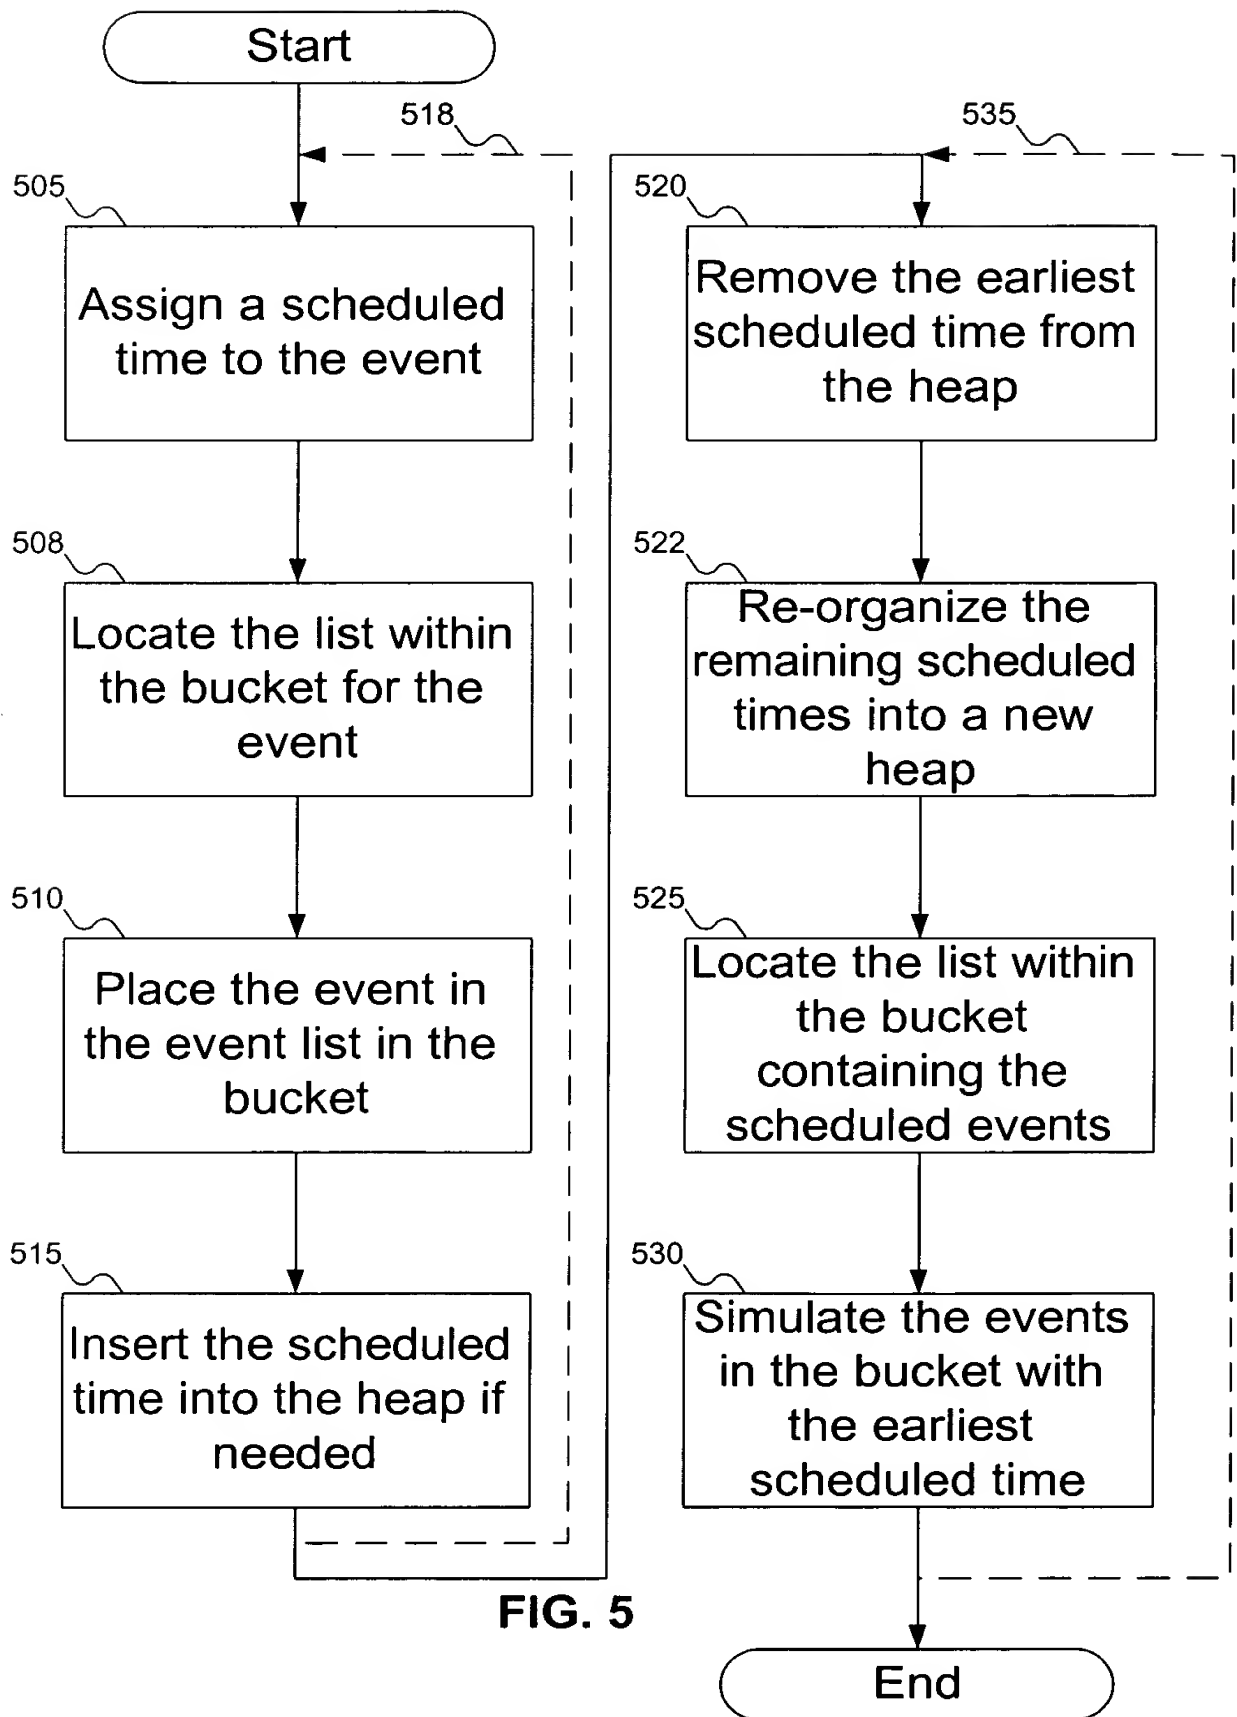 Start
518
505
Assign a scheduled
time to the event
508
Locate the list within
the bucket for the
event
510
Place the event in
the event list in the
bucket
515
Insert the scheduled
time into the heap if
needed
535
520
Remove the earliest
scheduled time from
the heap
522
Re-organize the
remaining scheduled
times into a new
heap
525
Locate the list within
the bucket
containing the
scheduled events
530
Simulate the events
in the bucket with
the earliest
scheduled time
FIG. 5
End